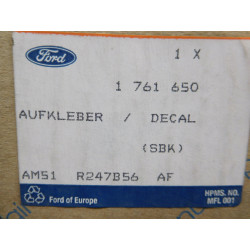 Ford
1 X
1 761 650
AUFKLEBER / DECAL
(SBK)
AM51 R247B56 AF
Ford of Europe
HPMS. NO.
MFL 001